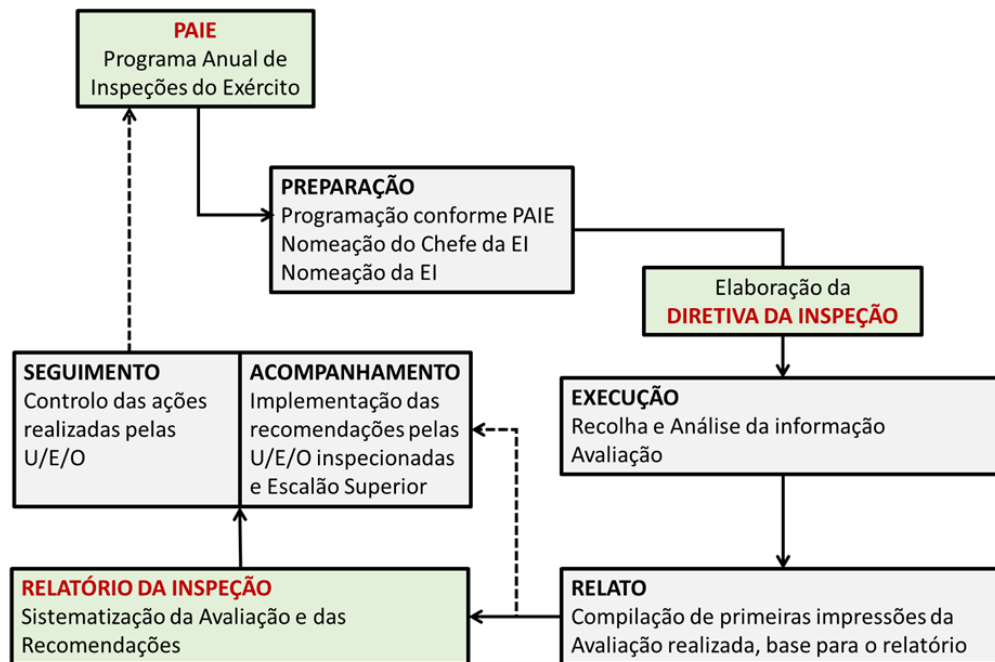 PAIE
Programa Anual de
Inspeções do Exército
PREPARAÇÃO
Programação conforme PAIE
Nomeação do Chefe da EI
Nomeação da EI
Elaboração da
DIRETIVA DA INSPEÇÃO
EXECUÇÃO
Recolha e Análise da informação
Avaliação
RELATO
Compilação de primeiras impressões da
Avaliação realizada, base para o relatório
RELATÓRIO DA INSPEÇÃO
Sistematização da Avaliação e das
Recomendações
ACOMPANHAMENTO
Implementação das
recomendações pelas
U/E/O inspecionadas
e Escalão Superior
SEGUIMENTO
Controlo das ações
realizadas pelas
U/E/O